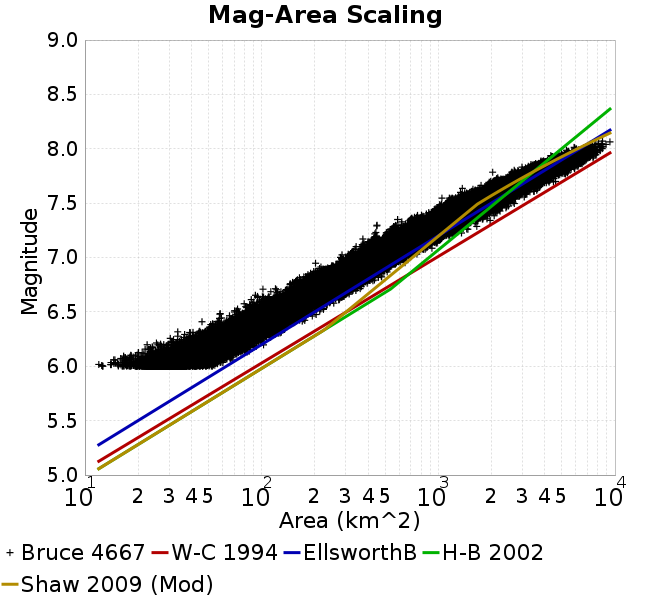 Mag-Area Scaling
9.0
8.5
8.0
7.5
7.0
6.5
6.0
5.5
5.0
Magnitude
10^1 2 3 4 5 10^2 2 3 4 5 10^3 2 3 4 5 10^4
Area (km^2)
+ Bruce 4667 W-C 1994 EllsworthB H-B 2002
Shaw 2009 (Mod)